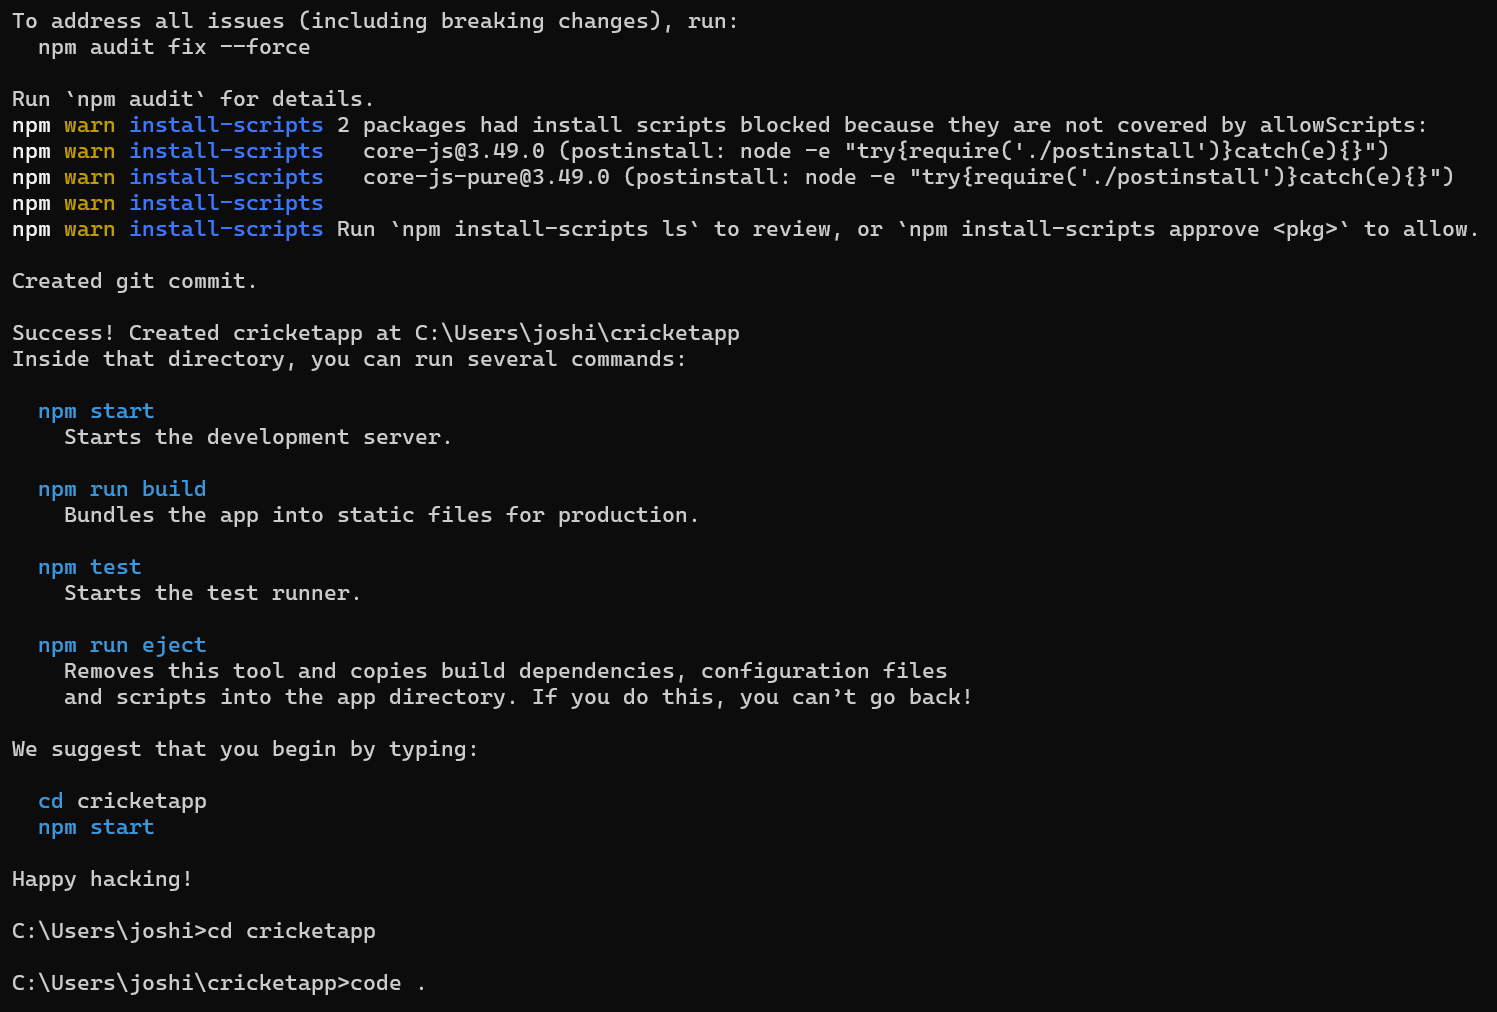 To address all issues (including breaking changes), run:
  npm audit fix --force

Run `npm audit` for details.
npm warn install-scripts 2 packages had install scripts blocked because they are not covered by allowScripts:
npm warn install-scripts   core-js@3.49.0 (postinstall: node -e "try{require('./postinstall')}catch(e){}")
npm warn install-scripts   core-js-pure@3.49.0 (postinstall: node -e "try{require('./postinstall')}catch(e){}")
npm warn install-scripts
npm warn install-scripts Run `npm install-scripts ls` to review, or `npm install-scripts approve <pkg>` to allow.

Created git commit.

Success! Created cricketapp at C:\Users\joshi\cricketapp
Inside that directory, you can run several commands:

  npm start
    Starts the development server.

  npm run build
    Bundles the app into static files for production.

  npm test
    Starts the test runner.

  npm run eject
    Removes this tool and copies build dependencies, configuration files
    and scripts into the app directory. If you do this, you can’t go back!

We suggest that you begin by typing:

  cd cricketapp
  npm start

Happy hacking!

C:\Users\joshi>cd cricketapp

C:\Users\joshi\cricketapp>code .